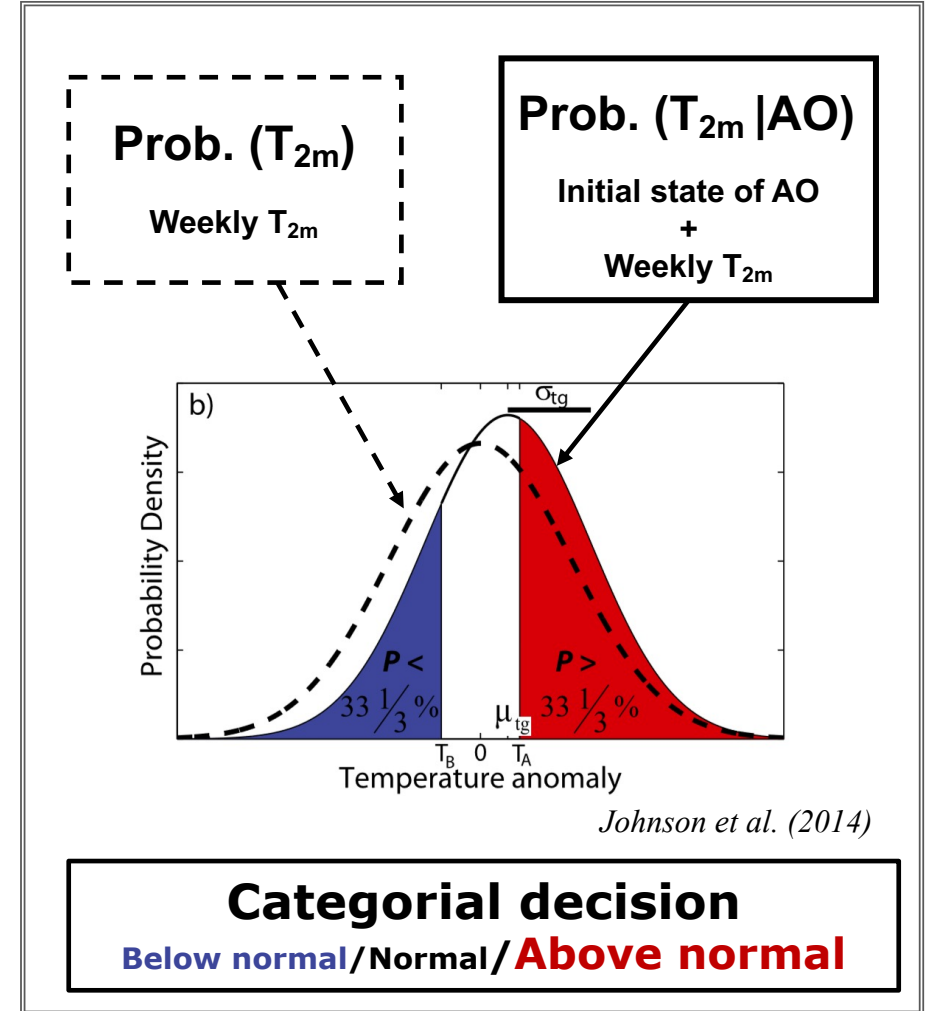 Prob. (T2m)
Weekly T2m
Prob. (T2m |AO)
Initial state of AO
+
Weekly T2m
b)
σtg
Probability Density
P <
33 1/3 %
μtg
P >
33 1/3 %
TB 0 TA
Temperature anomaly
Johnson et al. (2014)
Categorial decision
Below normal/Normal/Above normal